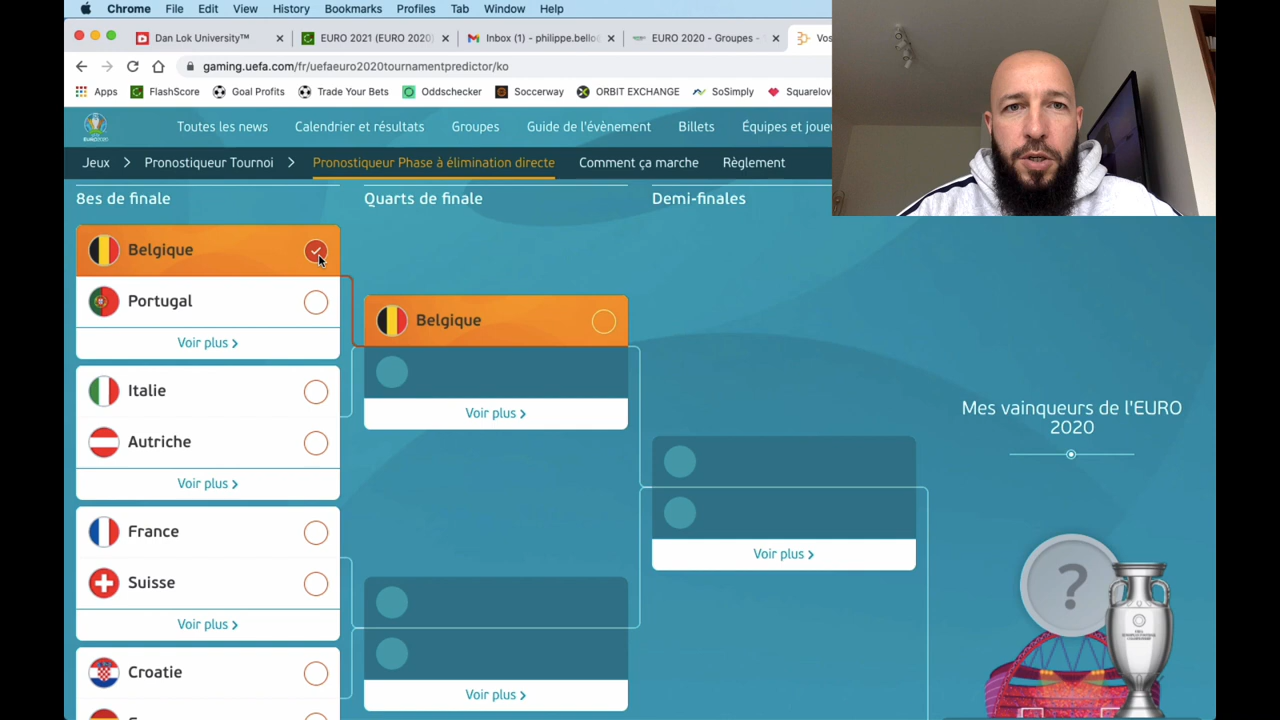 Chrome File Edit View History Bookmarks Profiles Tab Window Help
Dan Lok University™ EURO 2021 (EURO 2020) Inbox (1) - philippe.bello EURO 2020 - Groupes - Vos
gaming.uefa.com/fr/uefaeuro2020tournamentpredictor/ko
Apps FlashScore Goal Profits Trade Your Bets Oddschecker Soccerway ORBIT EXCHANGE SoSimply Squarelov
Toutes les news Calendrier et résultats Groupes Guide de l'évènement Billets Équipes et joueu
Jeux > Pronostiqueur Tournoi > Pronostiqueur Phase à élimination directe Comment ça marche Règlement
8es de finale Quarts de finale Demi-finales
Belgique
Portugal
Voir plus >
Italie
Autriche
Voir plus >
France
Suisse
Voir plus >
Croatie
Belgique
Voir plus >
Voir plus >
Voir plus >
Mes vainqueurs de l'EURO
2020
?